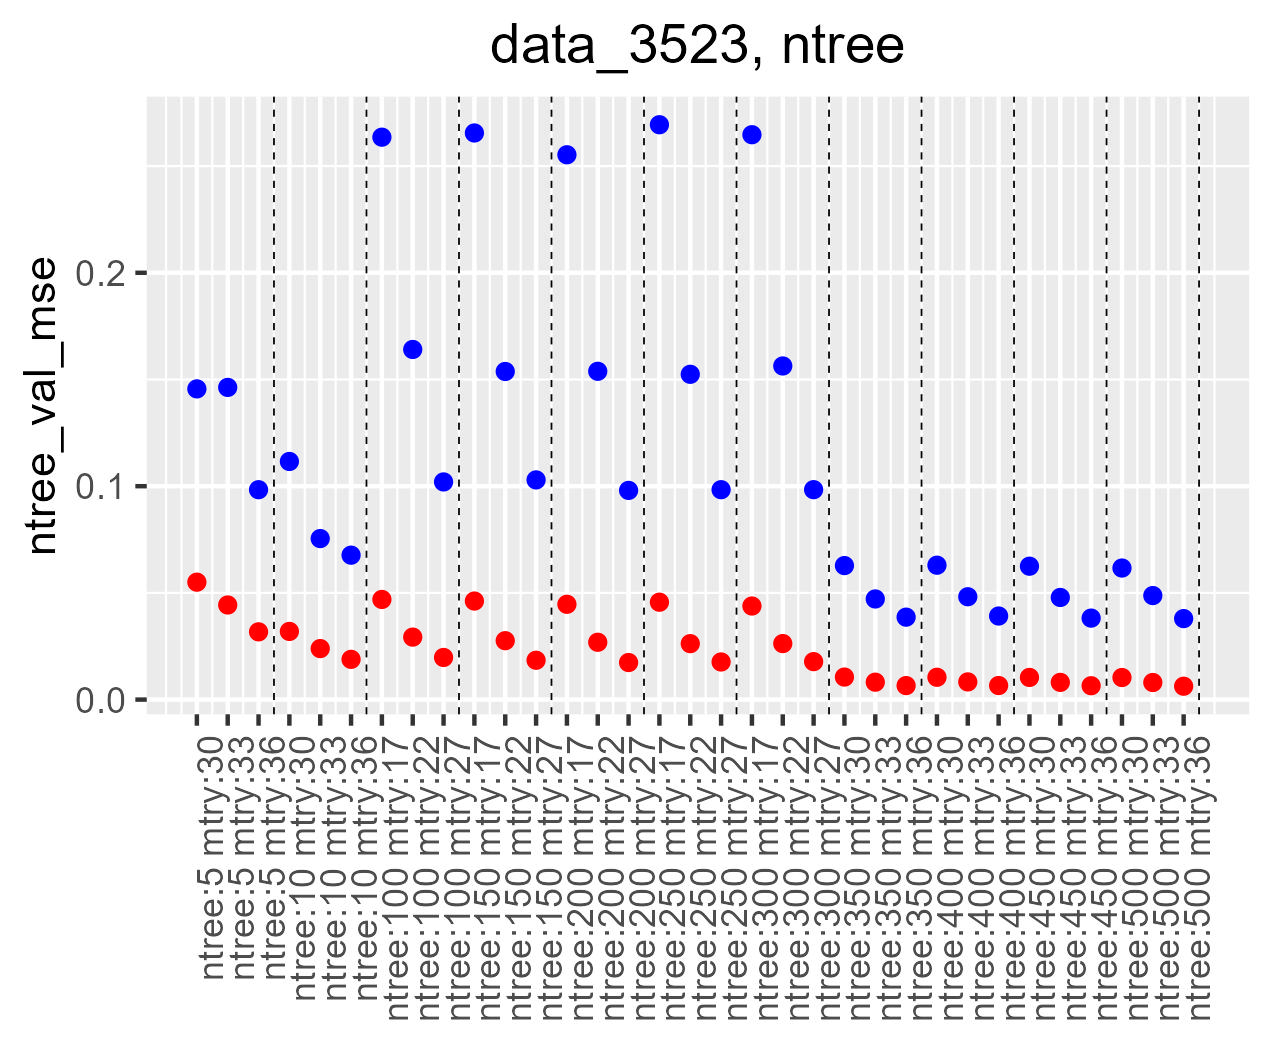 data_3523, ntree
ntree_val_mse
0.2
0.1
0.0
ntree:5 mtry:30
ntree:5 mtry:33
ntree:5 mtry:36
ntree:10 mtry:30
ntree:10 mtry:33
ntree:10 mtry:36
ntree:100 mtry:17
ntree:100 mtry:22
ntree:100 mtry:27
ntree:150 mtry:17
ntree:150 mtry:22
ntree:150 mtry:27
ntree:200 mtry:17
ntree:200 mtry:22
ntree:200 mtry:27
ntree:250 mtry:17
ntree:250 mtry:22
ntree:250 mtry:27
ntree:300 mtry:17
ntree:300 mtry:22
ntree:300 mtry:27
ntree:350 mtry:30
ntree:350 mtry:33
ntree:350 mtry:36
ntree:400 mtry:30
ntree:400 mtry:33
ntree:400 mtry:36
ntree:450 mtry:30
ntree:450 mtry:33
ntree:450 mtry:36
ntree:500 mtry:30
ntree:500 mtry:33
ntree:500 mtry:36